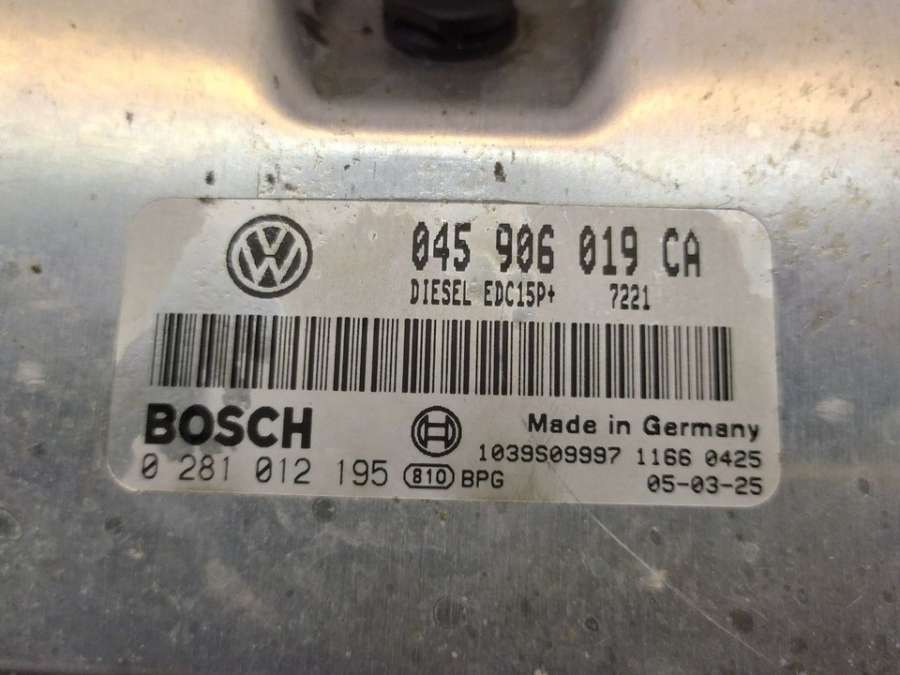 045 906 019 CA
DIESEL EDC15P+ 7221
BOSCH
Made in Germany
1039S09997 1166 0425
0 281 012 195 810 BPG
05-03-25